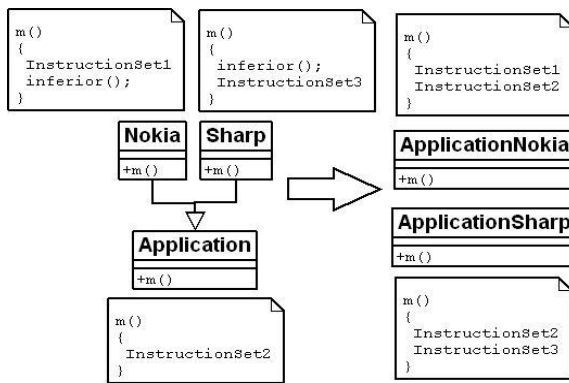 m()
{
InstructionSet1
inferior();
}
m()
{
inferior();
InstructionSet3
}
m()
{
InstructionSet1
InstructionSet2
}
Nokia
+m()
Sharp
+m()
ApplicationNokia
+m()
Application
+m()
ApplicationSharp
+m()
m()
{
InstructionSet2
}
m()
{
InstructionSet2
InstructionSet3
}